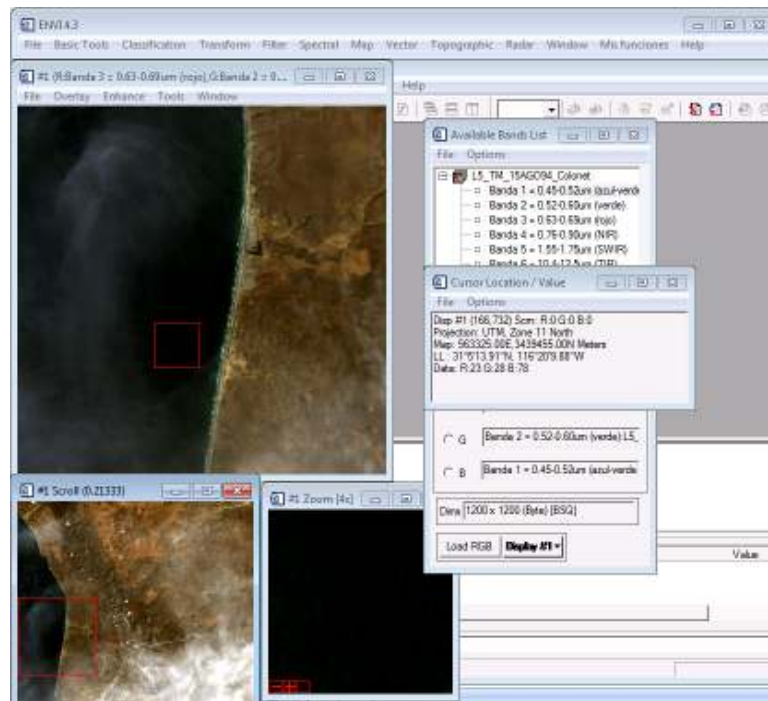 ENVI 4.3
File Basic Tools Classification Transform Filter Spectral Map Vector Topographic Radar Window Mis funciones Help
#1 (R:Banda 3 = 0.63-0.69um (rojo),G:Banda 2 = 0...
File Overlay Enhance Tools Window
Help
Available Bands List
File Options
L5_TM_15AGO94_Colonet
Banda 1 = 0.45-0.52um (azul-verde
Banda 2 = 0.52-0.60um (verde)
Banda 3 = 0.63-0.69um (rojo)
Banda 4 = 0.76-0.90um (NIR)
Banda 5 = 1.55-1.75um (SWIR)
Banda 6 = 10.4-12.5um (TIR)
Cursor Location / Value
File Options
Disp #1 (166,732) Scrn: R:0 G:0 B:0
Projection: UTM, Zone 11 North
Map: 563325.00E,3439455.00N Meters
LL : 31°5'13.91"N, 116°20'9.88"W
Data: R:23 G:28 B:78
G Banda 2 = 0.52-0.60um (verde):L5_
B Banda 1 = 0.45-0.52um (azul-verde
Dims 1200 x 1200 (Byte) [BSQ]
Load RGB Display #1
Value
#1 Scroll (0.21333)
#1 Zoom [4x]